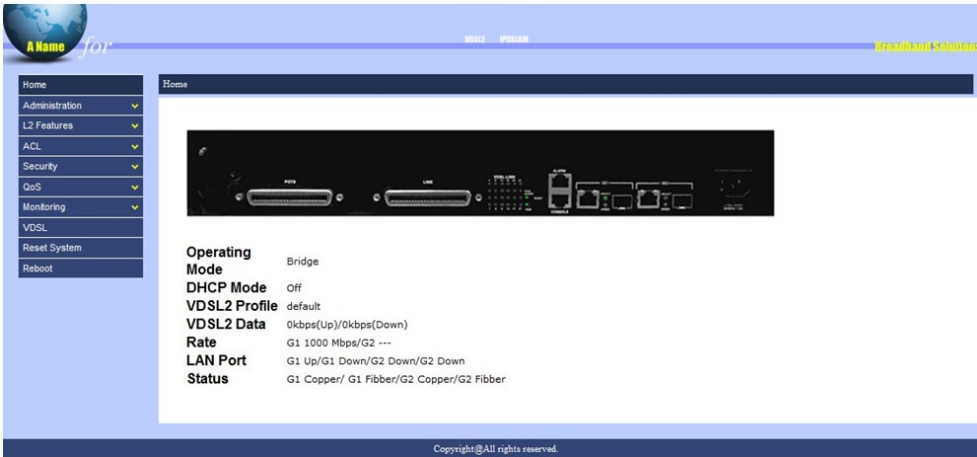 A Name for
VDSL2 IPDSLAM
Broadband Solution
Home
Administration
L2 Features
ACL
Security
QoS
Monitoring
VDSL
Reset System
Reboot
Home
POTS
LINE
VDSL LINK
ALARM
CONSOLE
Operating Mode Bridge
DHCP Mode Off
VDSL2 Profile default
VDSL2 Data 0kbps(Up)/0kbps(Down)
Rate G1 1000 Mbps/G2 ---
LAN Port G1 Up/G1 Down/G2 Down/G2 Down
Status G1 Copper/ G1 Fibber/G2 Copper/G2 Fibber
Copyright@All rights reserved.